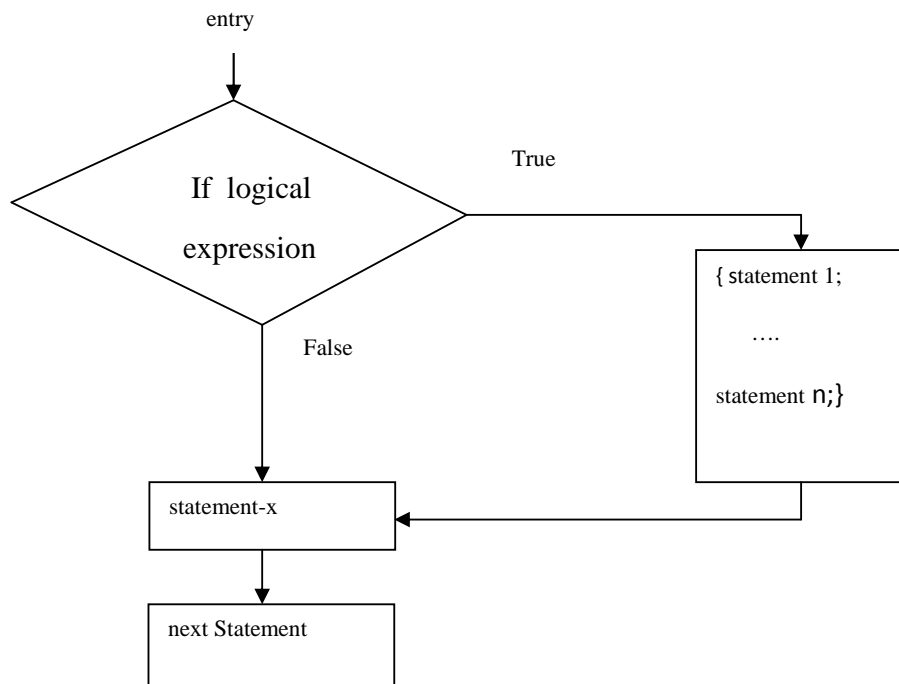 entry
True
If logical
expression
{ statement 1;
….
statement n;}
False
statement-x
next Statement